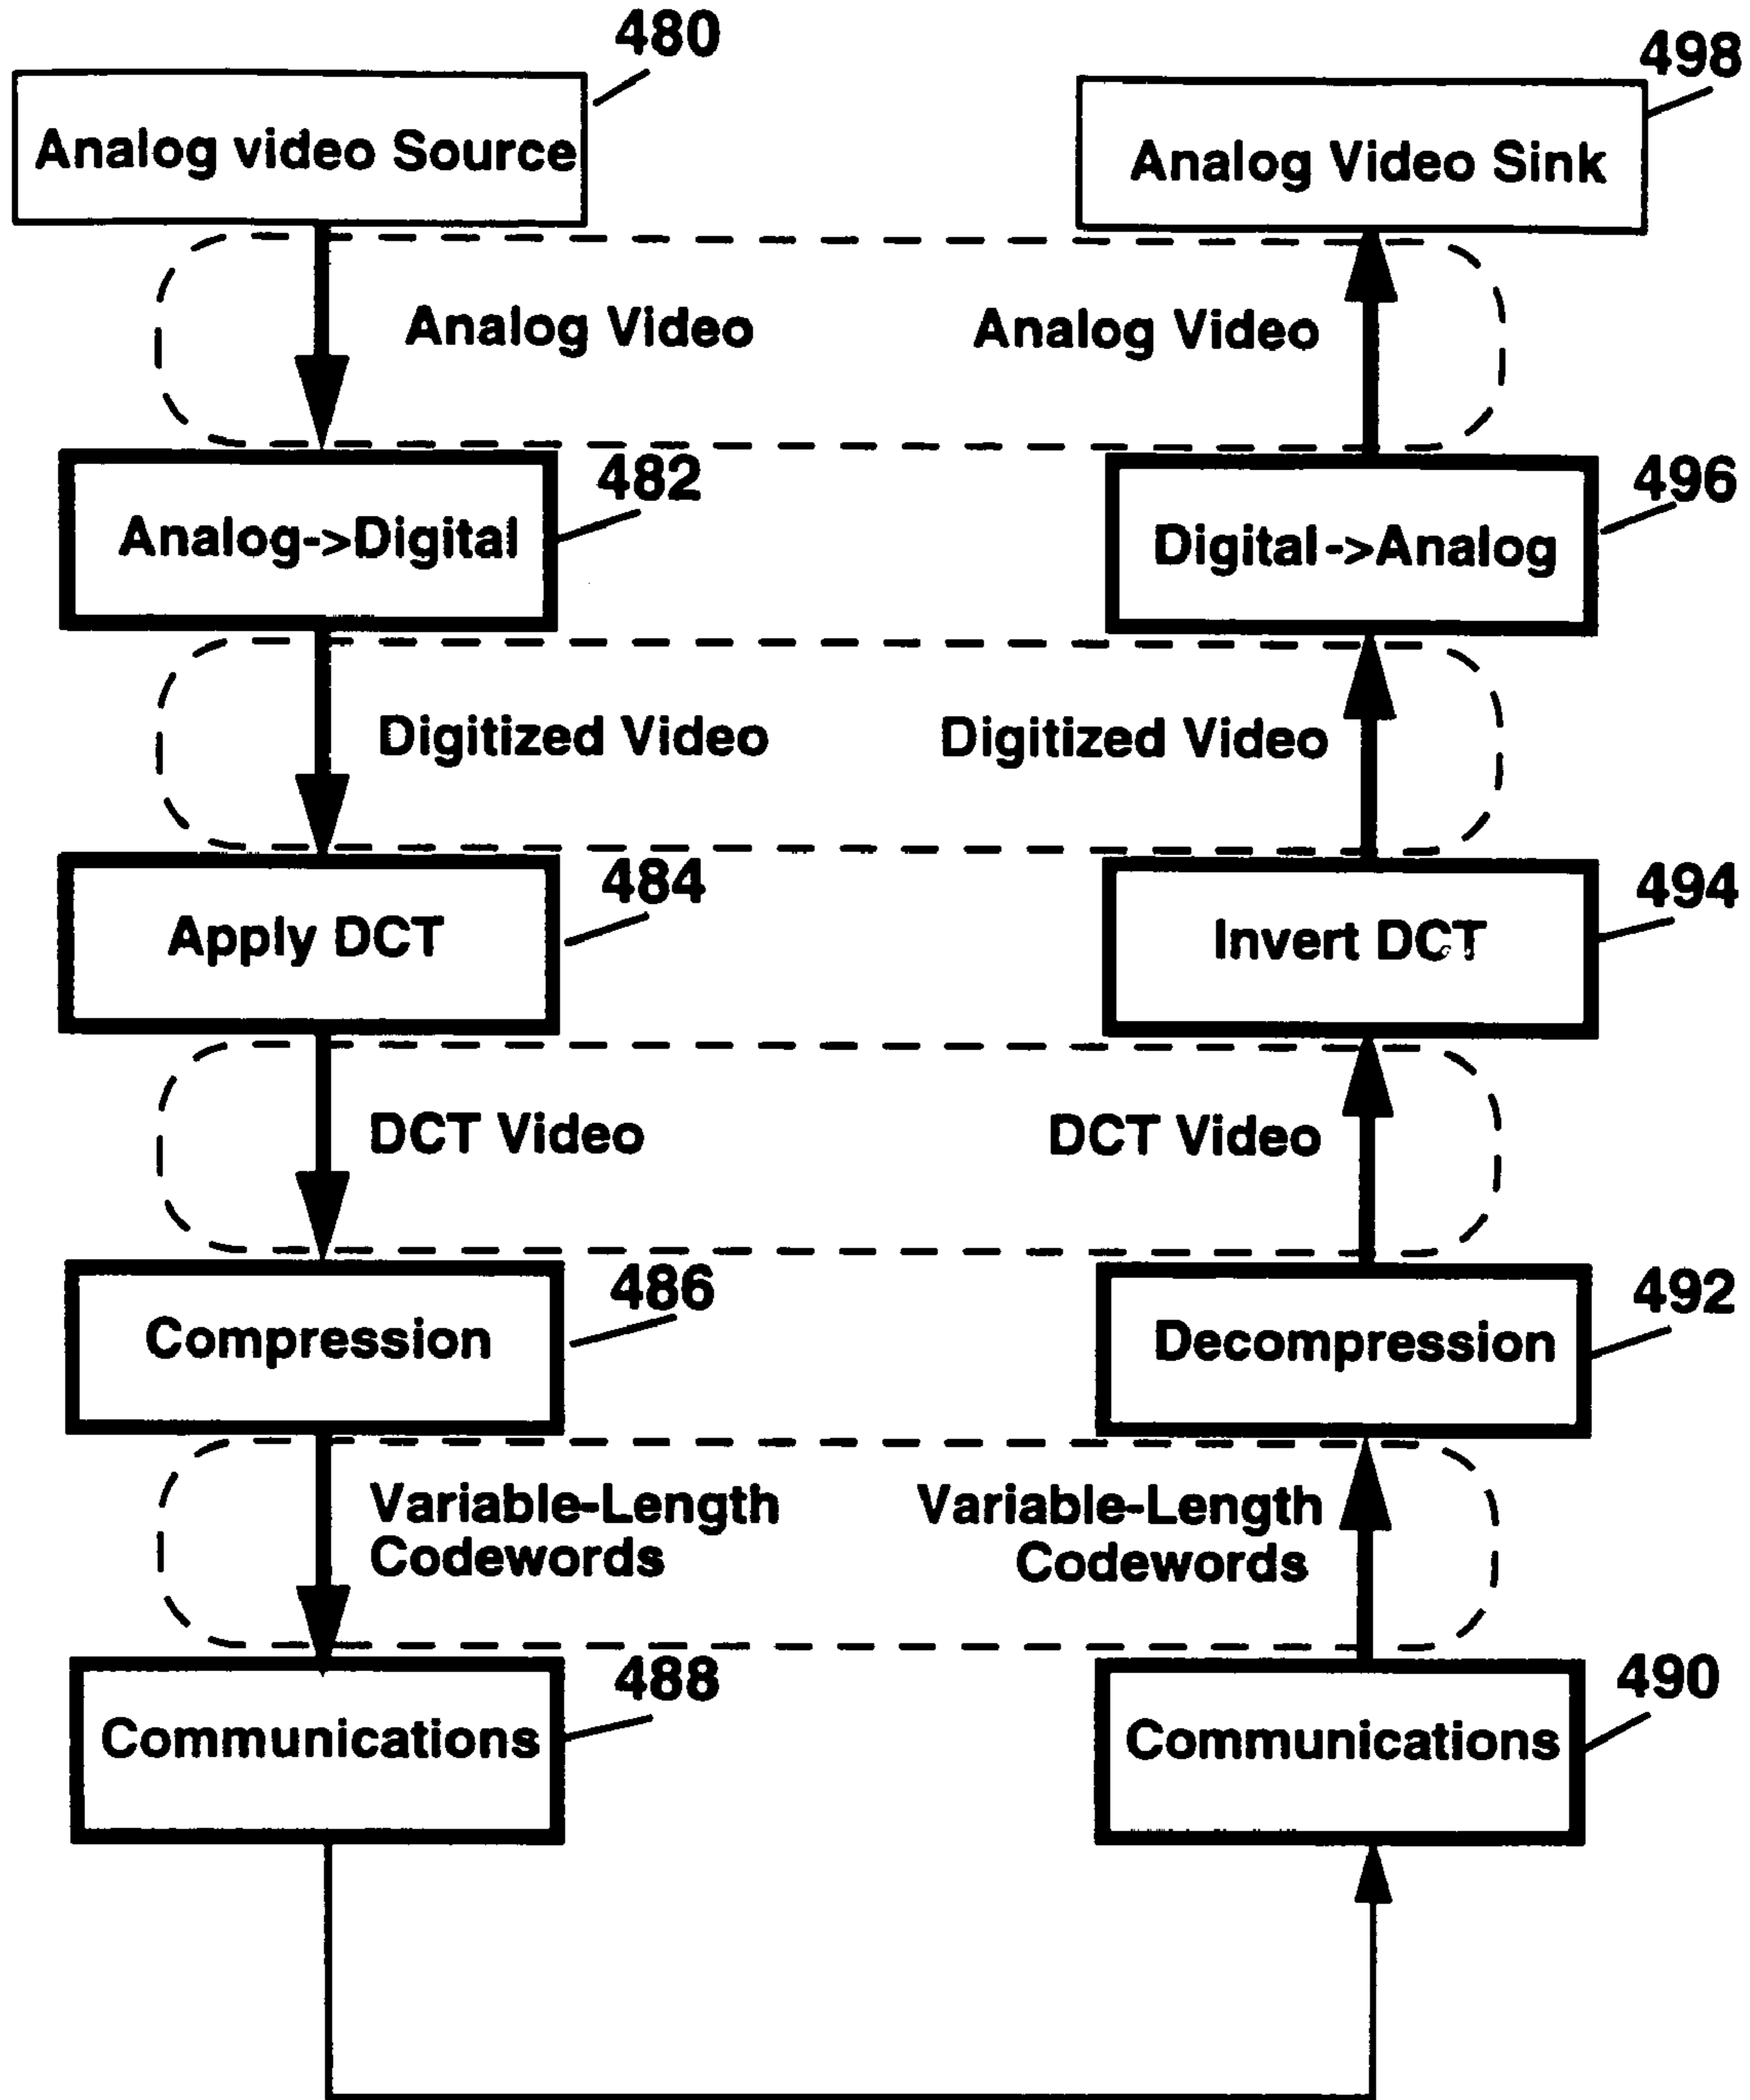 480
498
Analog video Source
Analog Video Sink
Analog Video
Analog Video
482
496
Analog->Digital
Digital->Analog
Digitized Video
Digitized Video
484
494
Apply DCT
Invert DCT
DCT Video
DCT Video
486
492
Compression
Decompression
Variable-Length
Codewords
Variable-Length
Codewords
488
490
Communications
Communications